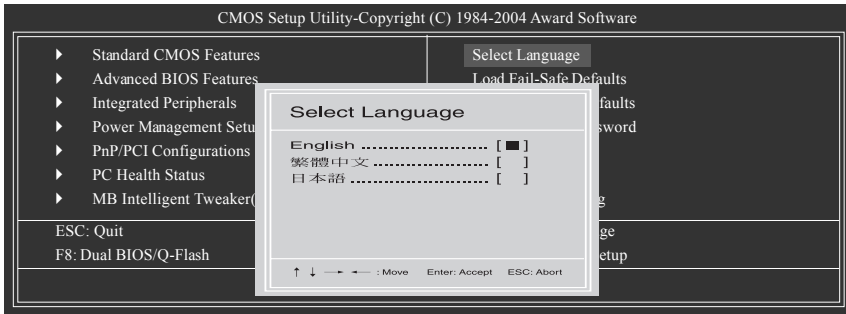 CMOS Setup Utility-Copyright (C) 1984-2004 Award Software
Standard CMOS Features
Advanced BIOS Features
Integrated Peripherals
Power Management Setu
PnP/PCI Configurations
PC Health Status
MB Intelligent Tweaker(
Select Language
Load Fail-Safe Defaults
faults
sword
g
ESC: Quit
F8: Dual BIOS/Q-Flash
ge
etup
Select Language
English ....................... [■]
繁體中文 ...................... [ ]
日本語 .......................... [ ]
↑ ↓ → ← : Move Enter: Accept ESC: Abort